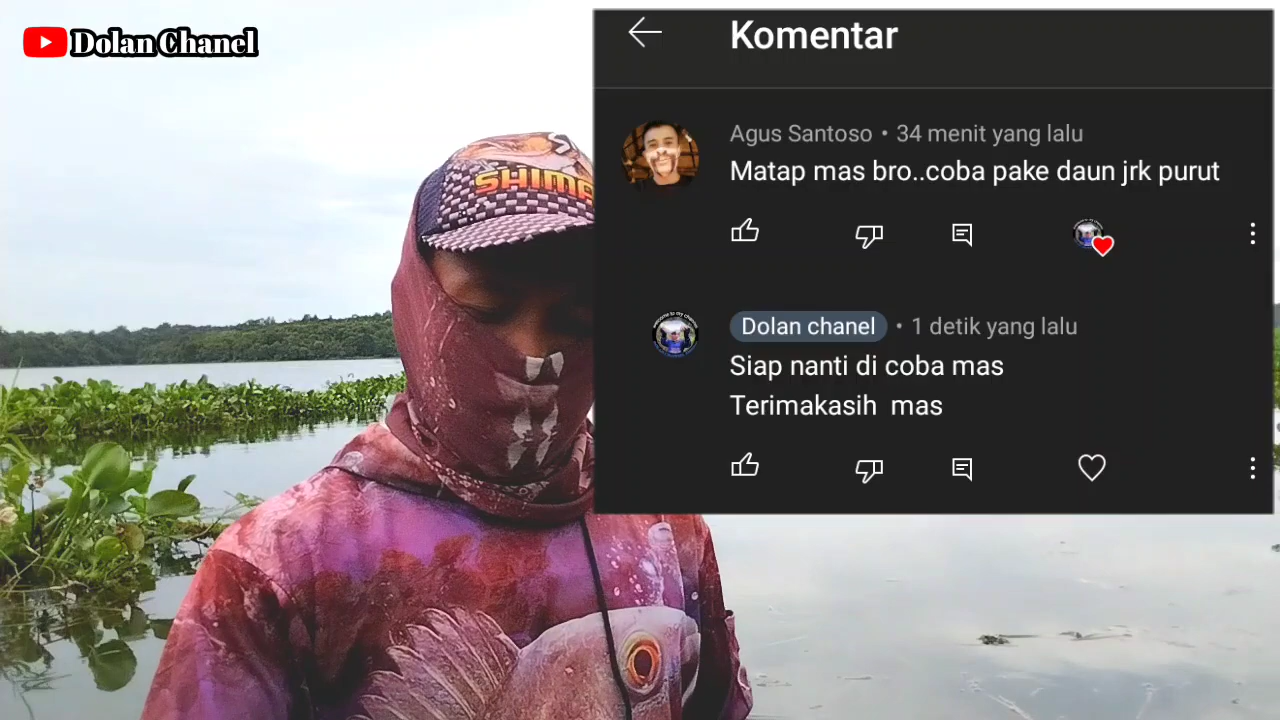 Dolan Chanel
Komentar
Agus Santoso • 34 menit yang lalu
Matap mas bro..coba pake daun jrk purut
SHIMA
Dolan chanel • 1 detik yang lalu
Siap nanti di coba mas
Terimakasih mas